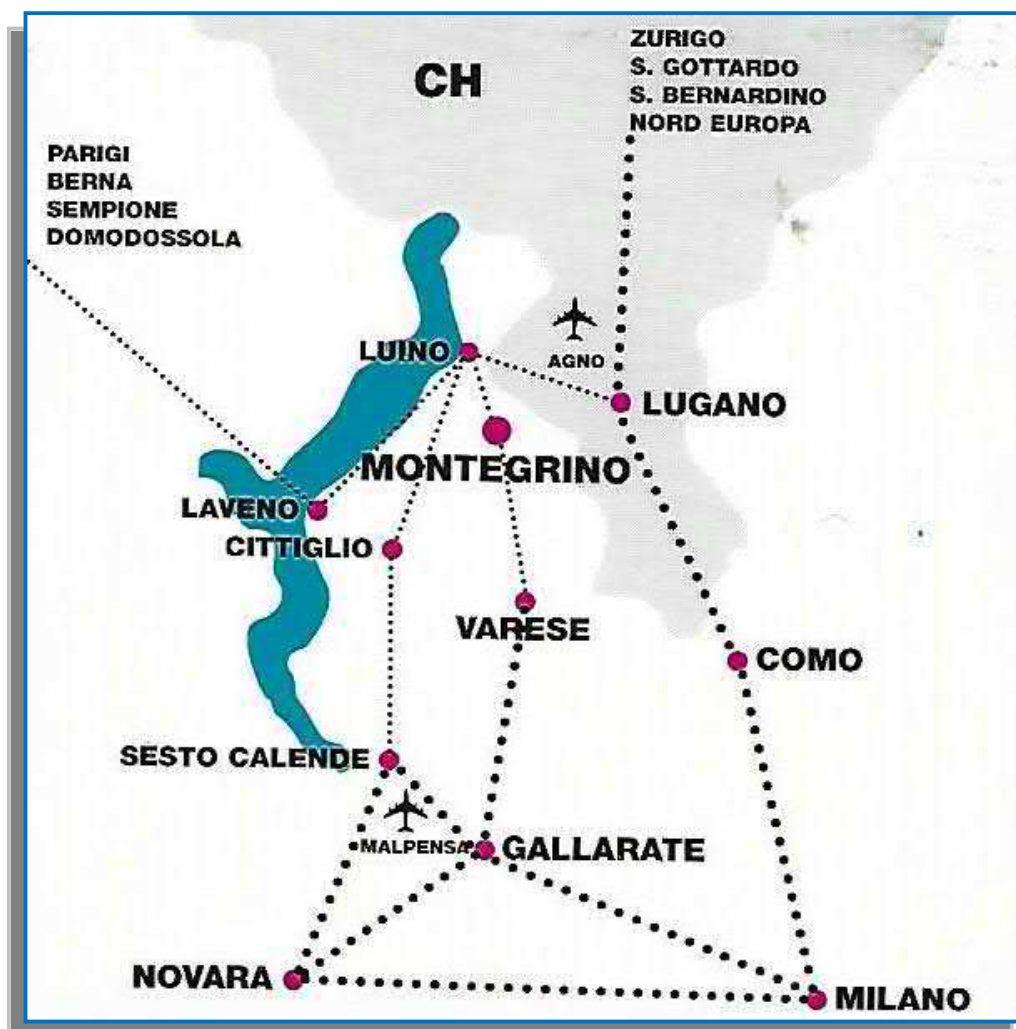 ZURIGO
S. GOTTARDO
S. BERNARDINO
NORD EUROPA
CH
PARIGI
BERNA
SEMPIONE
DOMODOSSOLA
LUINO
AGNO
LUGANO
MONTEGRINO
LAVENO
CITTIGLIO
VARESE
COMO
SESTO CALENDE
MALPENSA
GALLARATE
NOVARA
MILANO